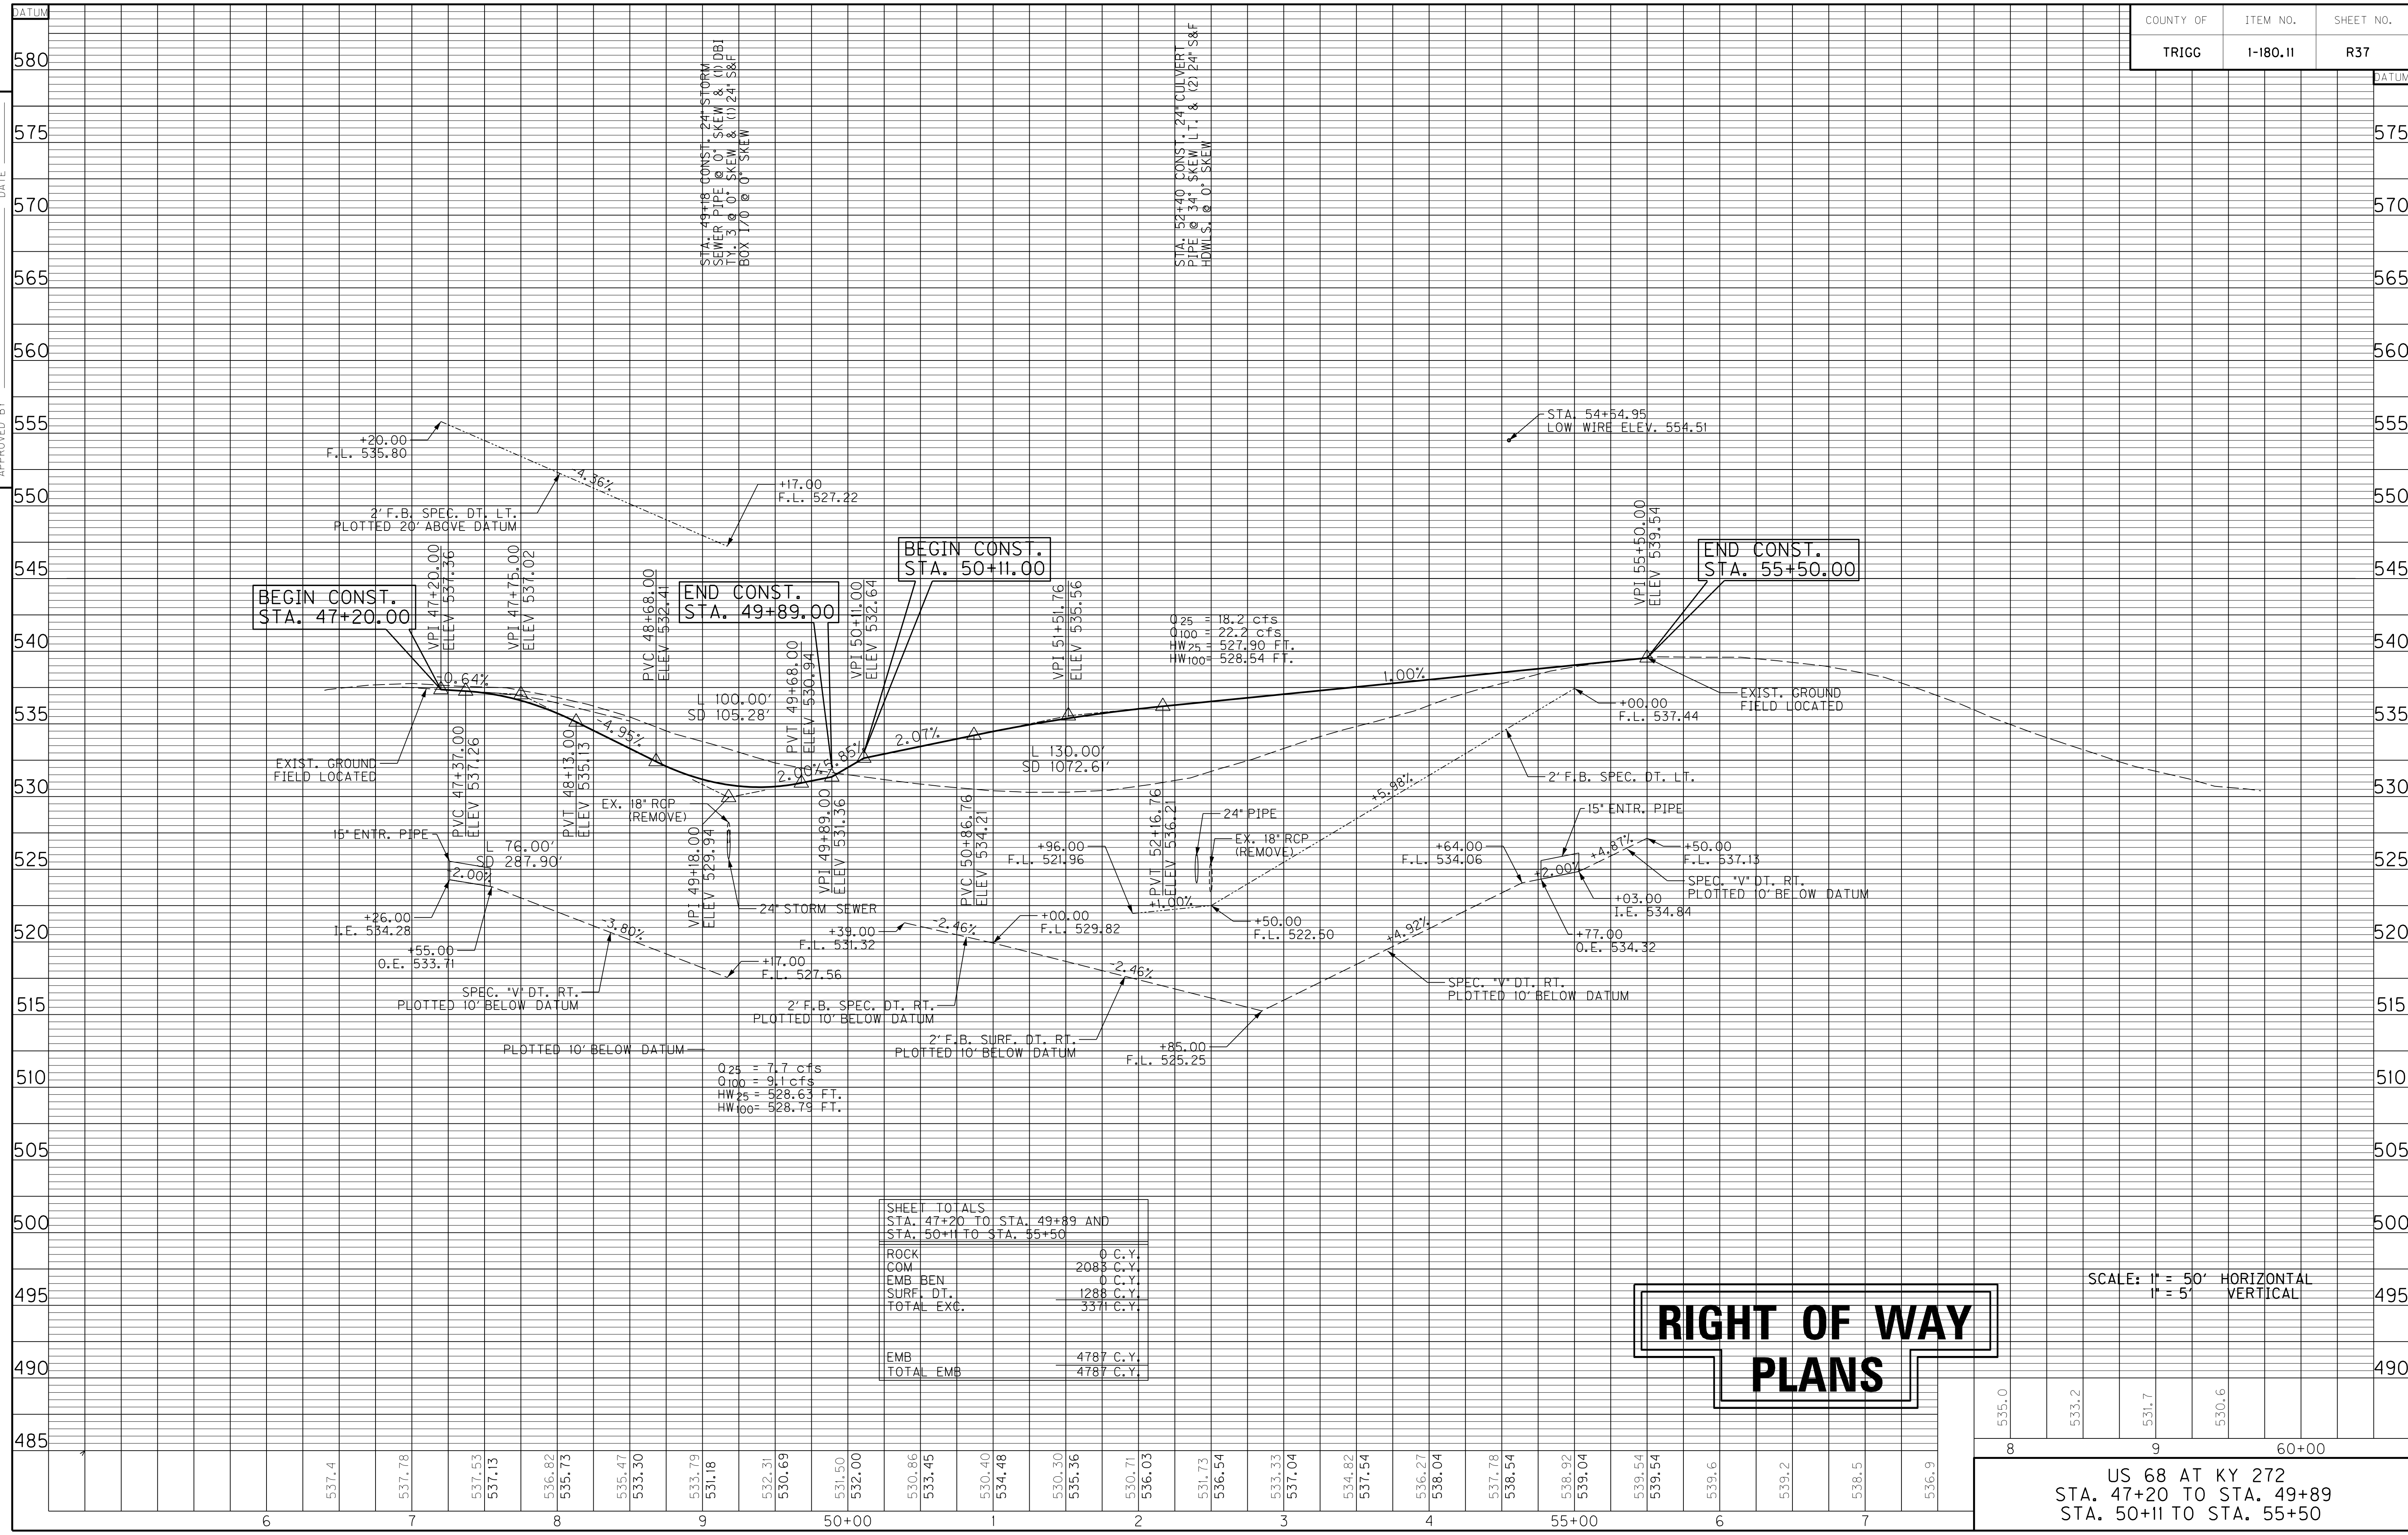 DATUM
COUNTY OF
ITEM NO.
SHEET NO.
TRIGG
1-180.11
R37
DATUM
APPROVED BY
DATE
580
575
570
565
560
555
550
545
540
535
530
525
520
515
510
505
500
495
490
485
575
570
565
560
555
550
545
540
535
530
525
520
515
510
505
500
495
490
STA. 49+18 CONST. 24" STORM
SEWER PIPE @ 0° SKEW & (1) DBI
TY. 3 @ 0° SKEW & (1) 24" S&F
BOX I/O @ 0° SKEW
STA. 52+40 CONST. 24" CULVERT
PIPE @ 34° SKEW LT. & (2) 24" S&F
HDWLS. @ 0° SKEW
+20.00
F.L. 535.80
-4.36%
2' F.B. SPEC. DT. LT.
PLOTTED 20' ABOVE DATUM
+17.00
F.L. 527.22
STA. 54+54.95
LOW WIRE ELEV. 554.51
BEGIN CONST.
STA. 47+20.00
VPI 47+20.00
ELEV 537.36
VPI 47+75.00
ELEV 537.02
PVC 48+68.00
ELEV 532.41
END CONST.
STA. 49+89.00
PVT 49+68.00
ELEV 530.94
VPI 50+11.00
ELEV 532.64
BEGIN CONST.
STA. 50+11.00
VPI 51+51.76
ELEV 535.56
Q25 = 18.2 cfs
Q100 = 22.2 cfs
HW25 = 527.90 FT.
HW100= 528.54 FT.
VPI 55+50.00
ELEV 539.54
END CONST.
STA. 55+50.00
-0.64%
-4.95%
L 100.00'
SD 105.28'
2.00%
5.85%
2.07%
L 130.00'
SD 1072.61'
1.00%
EXIST. GROUND
FIELD LOCATED
+00.00
F.L. 537.44
EXIST. GROUND
FIELD LOCATED
PVC 47+37.00
ELEV 537.26
PVT 48+13.00
ELEV 535.13
EX. 18" RCP
(REMOVE)
VPI 49+18.00
ELEV 529.94
VPI 49+89.00
ELEV 531.36
PVC 50+86.76
ELEV 534.21
PVT 52+16.76
ELEV 536.21
24" PIPE
EX. 18" RCP
(REMOVE)
+5.98%
2' F.B. SPEC. DT. LT.
15" ENTR. PIPE
15" ENTR. PIPE
L 76.00'
SD 287.90'
-2.00%
+26.00
I.E. 534.28
+55.00
O.E. 533.71
-3.80%
24" STORM SEWER
+17.00
F.L. 527.56
SPEC. "V" DT. RT.
PLOTTED 10' BELOW DATUM
+39.00
F.L. 531.32
-2.46%
+00.00
F.L. 529.82
+96.00
F.L. 521.96
+1.00%
+50.00
F.L. 522.50
2' F.B. SPEC. DT. RT.
PLOTTED 10' BELOW DATUM
-2.46%
2' F.B. SURF. DT. RT.
PLOTTED 10' BELOW DATUM
+85.00
F.L. 525.25
+4.92%
SPEC. "V" DT. RT.
PLOTTED 10' BELOW DATUM
+64.00
F.L. 534.06
+2.00%
+4.87%
+50.00
F.L. 537.13
SPEC. "V" DT. RT.
PLOTTED 10' BELOW DATUM
+03.00
I.E. 534.84
+77.00
O.E. 534.32
PLOTTED 10' BELOW DATUM
Q25 = 7.7 cfs
Q100 = 9.1 cfs
HW25 = 528.63 FT.
HW100= 528.79 FT.
SHEET TOTALS
STA. 47+20 TO STA. 49+89 AND
STA. 50+11 TO STA. 55+50
ROCK 0 C.Y.
COM 2083 C.Y.
EMB BEN 0 C.Y.
SURF. DT. 1288 C.Y.
TOTAL EXC. 3371 C.Y.
EMB 4787 C.Y.
TOTAL EMB 4787 C.Y.
RIGHT OF WAY
PLANS
SCALE: 1" = 50' HORIZONTAL
1" = 5' VERTICAL
537.4
537.78
537.53
537.13
536.82
535.73
535.47
533.30
533.79
531.18
532.31
530.69
531.50
532.00
530.86
533.45
530.40
534.48
530.30
535.36
530.71
536.03
531.73
536.54
533.33
537.04
534.82
537.54
536.27
538.04
537.78
538.54
538.92
539.04
539.54
539.54
539.6
539.2
538.5
536.9
535.0
533.2
531.7
530.6
8 9 60+00
6 7 8 9 50+00 1 2 3 4 55+00 6 7
US 68 AT KY 272
STA. 47+20 TO STA. 49+89
STA. 50+11 TO STA. 55+50